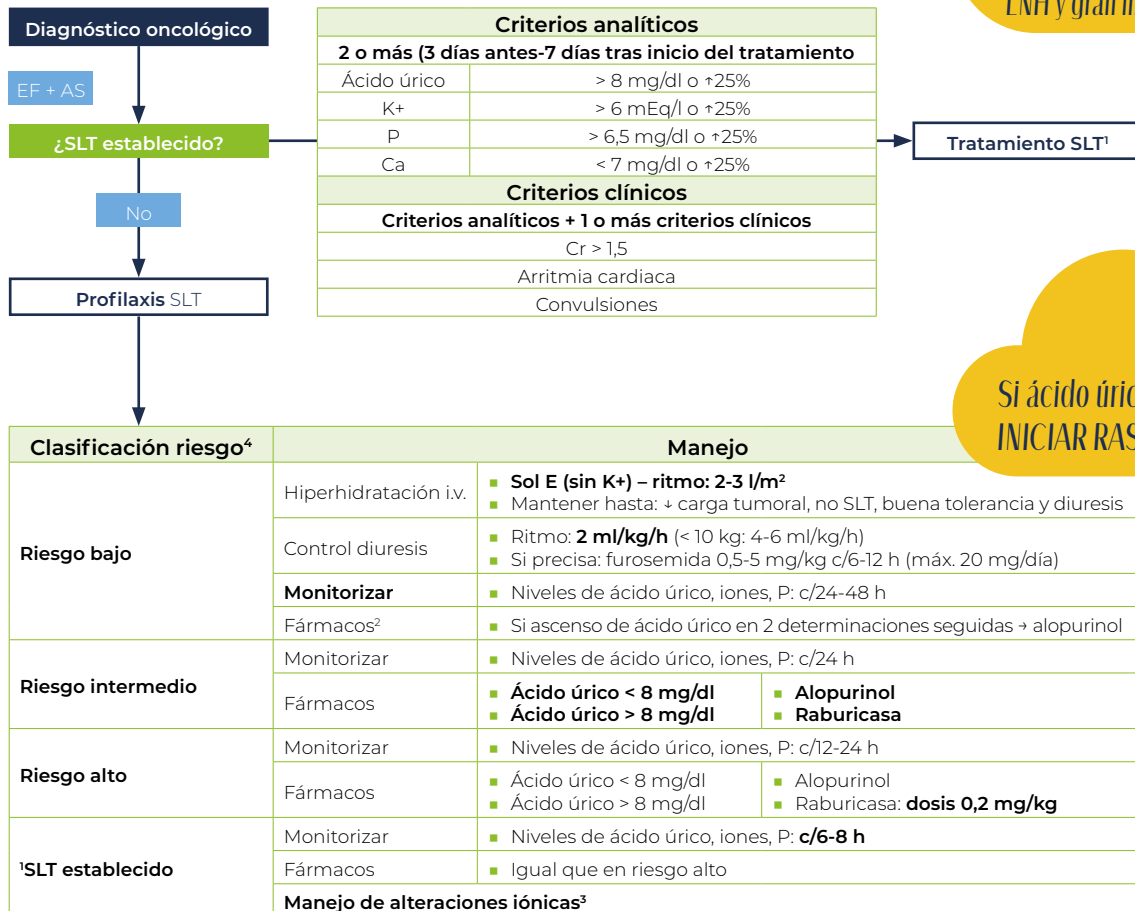 LNH y gran
Diagnóstico oncológico
EF + AS
¿SLT establecido?
No
Profilaxis SLT
Criterios analíticos
2 o más (3 días antes-7 días tras inicio del tratamiento
Ácido úrico > 8 mg/dl o ↑25%
K+ > 6 mEq/l o ↑25%
P > 6,5 mg/dl o ↑25%
Ca < 7 mg/dl o ↑25%
Criterios clínicos
Criterios analíticos + 1 o más criterios clínicos
Cr > 1,5
Arritmia cardiaca
Convulsiones
Tratamiento SLT¹
Si ácido
INICIAR
Clasificación riesgo⁴ Manejo
Riesgo bajo
Hiperhidratación i.v.
▪ Sol E (sin K+) – ritmo: 2-3 l/m²
▪ Mantener hasta: ↓ carga tumoral, no SLT, buena tolerancia y diuresis
Control diuresis
▪ Ritmo: 2 ml/kg/h (< 10 kg: 4-6 ml/kg/h)
▪ Si precisa: furosemida 0,5-5 mg/kg c/6-12 h (máx. 20 mg/día)
Monitorizar ▪ Niveles de ácido úrico, iones, P: c/24-48 h
Fármacos² ▪ Si ascenso de ácido úrico en 2 determinaciones seguidas → alopurinol
Riesgo intermedio
Monitorizar ▪ Niveles de ácido úrico, iones, P: c/24 h
Fármacos
▪ Ácido úrico < 8 mg/dl ▪ Alopurinol
▪ Ácido úrico > 8 mg/dl ▪ Raburicasa
Riesgo alto
Monitorizar ▪ Niveles de ácido úrico, iones, P: c/12-24 h
Fármacos
▪ Ácido úrico < 8 mg/dl ▪ Alopurinol
▪ Ácido úrico > 8 mg/dl ▪ Raburicasa: dosis 0,2 mg/kg
¹SLT establecido
Monitorizar ▪ Niveles de ácido úrico, iones, P: c/6-8 h
Fármacos ▪ Igual que en riesgo alto
Manejo de alteraciones iónicas³